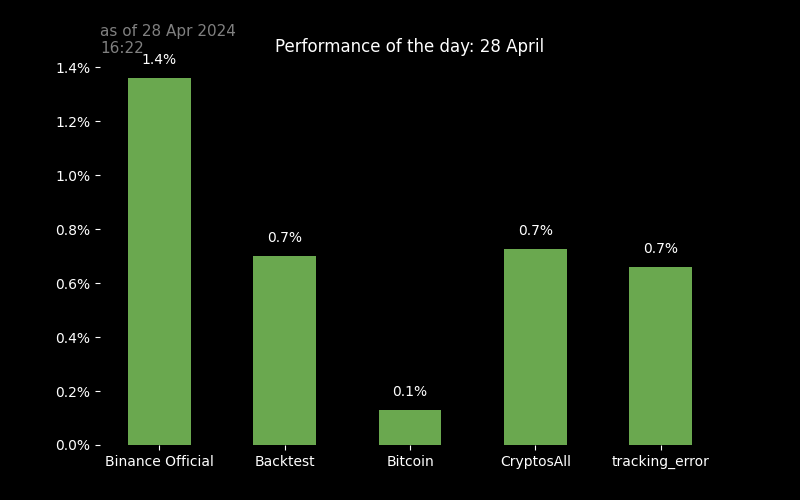 as of 28 Apr 2024
16:22
Performance of the day: 28 April
1.4%
1.2%
1.0%
0.8%
0.6%
0.4%
0.2%
0.0%
1.4%
0.7%
0.1%
0.7%
0.7%
Binance Official
Backtest
Bitcoin
CryptosAll
tracking_error